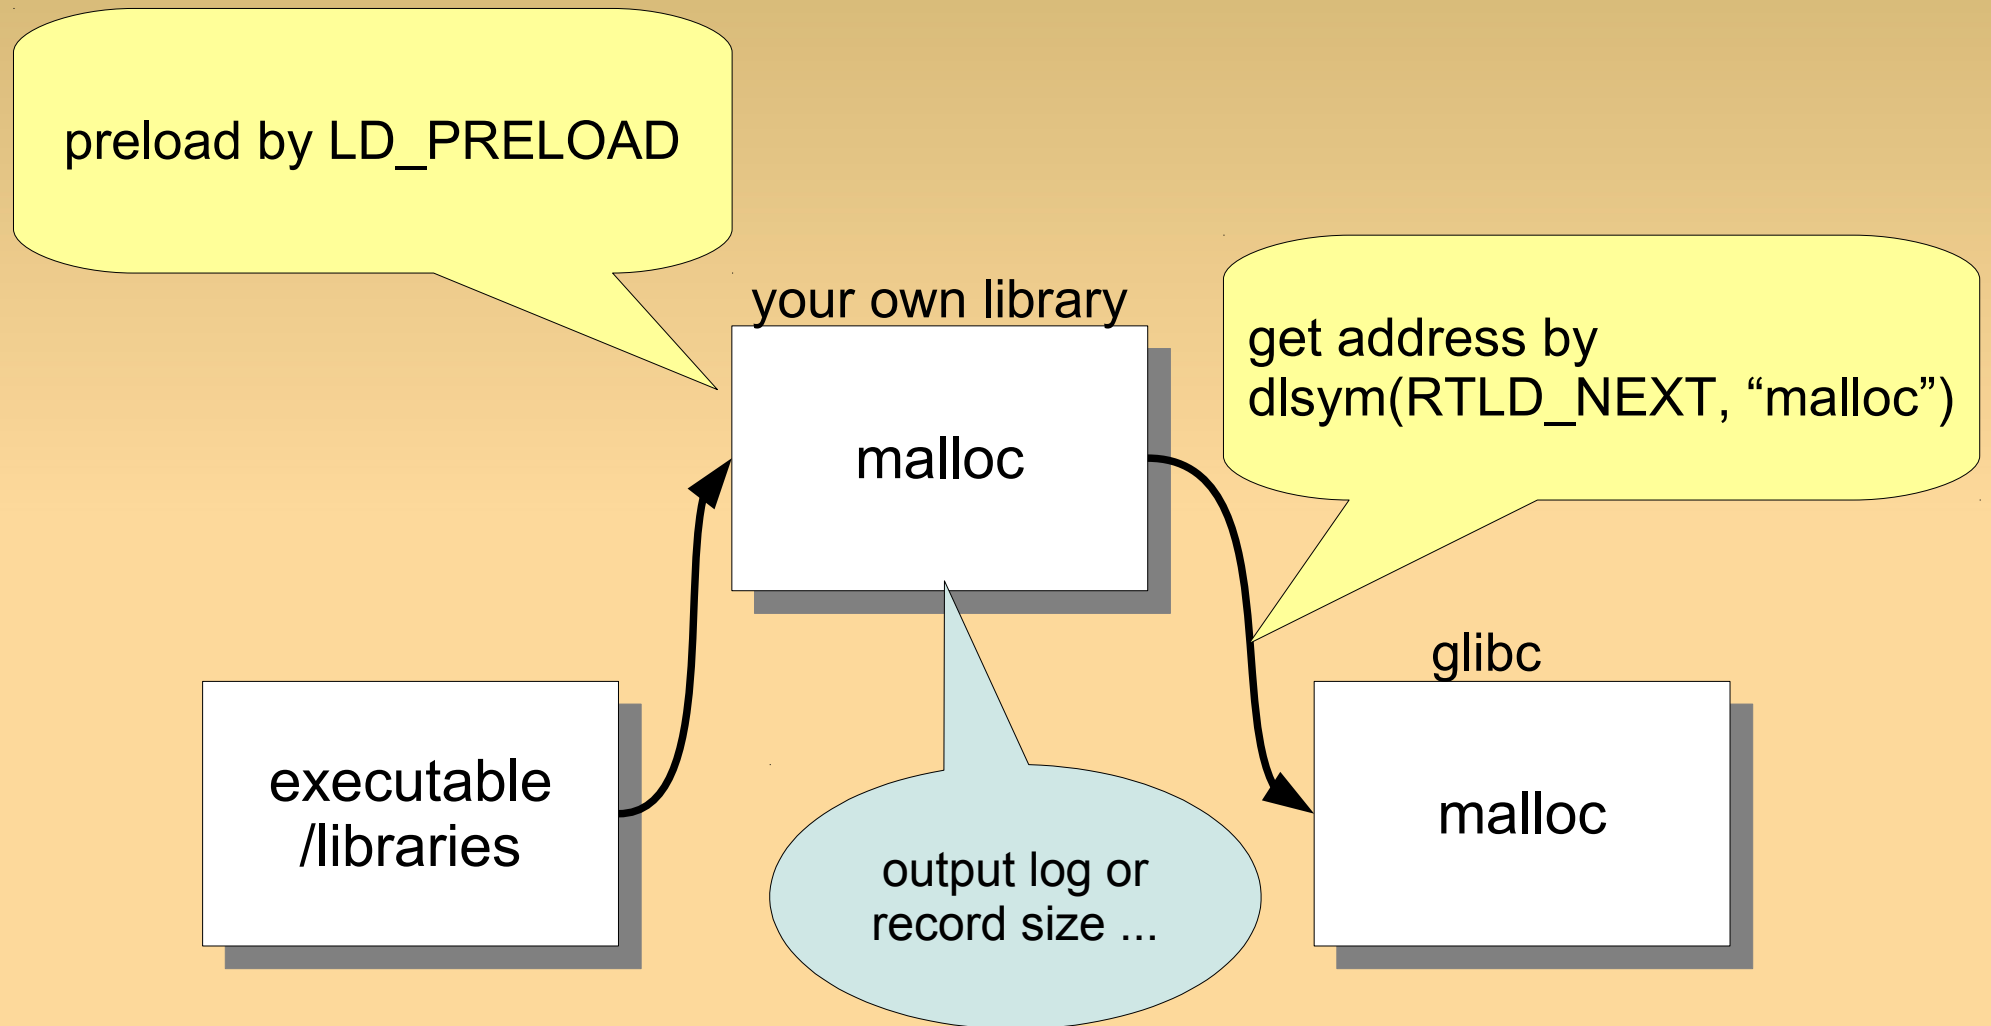 preload by LD_PRELOAD
your own library
malloc
get address by
dlsym(RTLD_NEXT, “malloc”)
executable
/libraries
output log or
record size ...
glibc
malloc